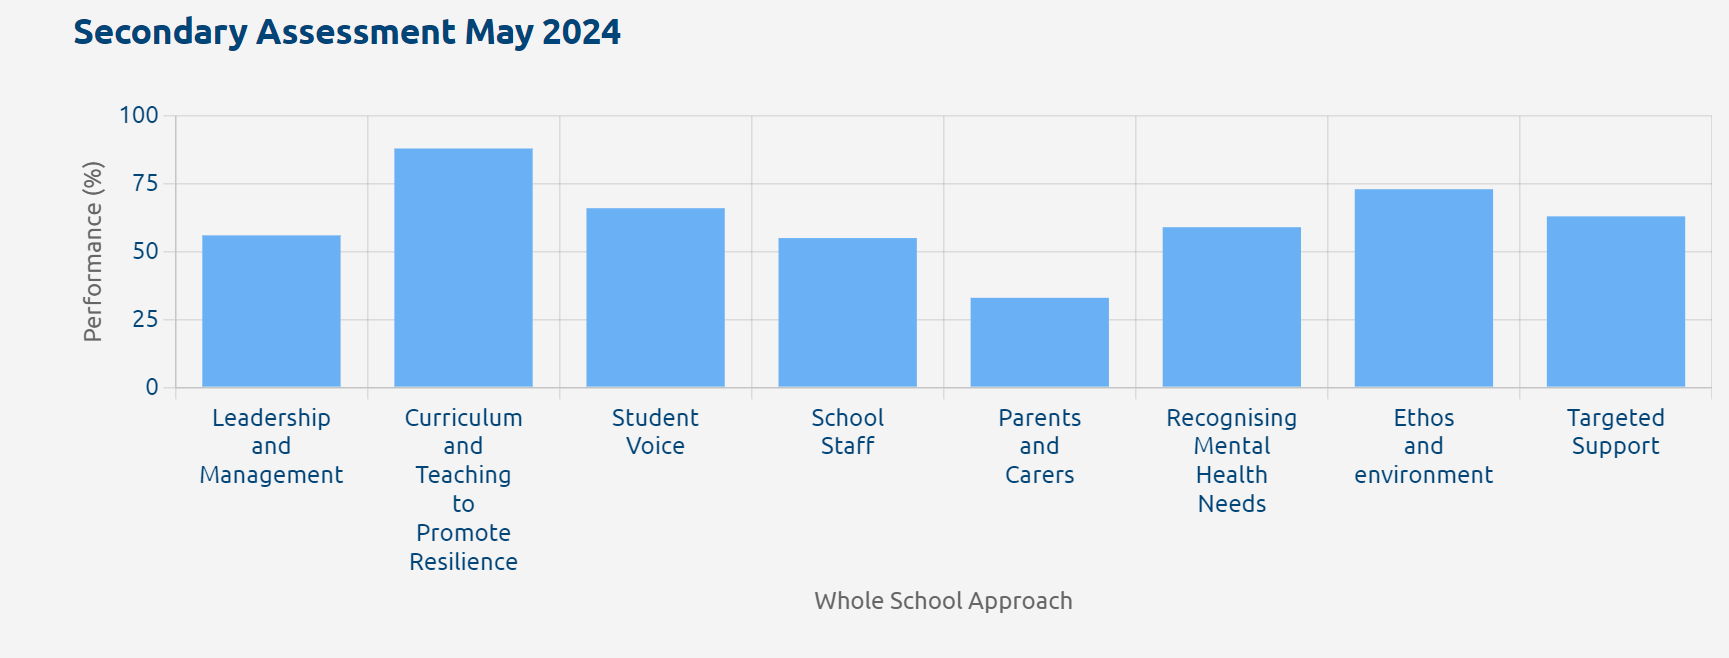 Secondary Assessment May 2024
100
75
50
25
0
Performance (%)
Leadership
and
Management
Curriculum
and
Teaching
to
Promote
Resilience
Student
Voice
School
Staff
Parents
and
Carers
Recognising
Mental
Health
Needs
Ethos
and
environment
Targeted
Support
Whole School Approach